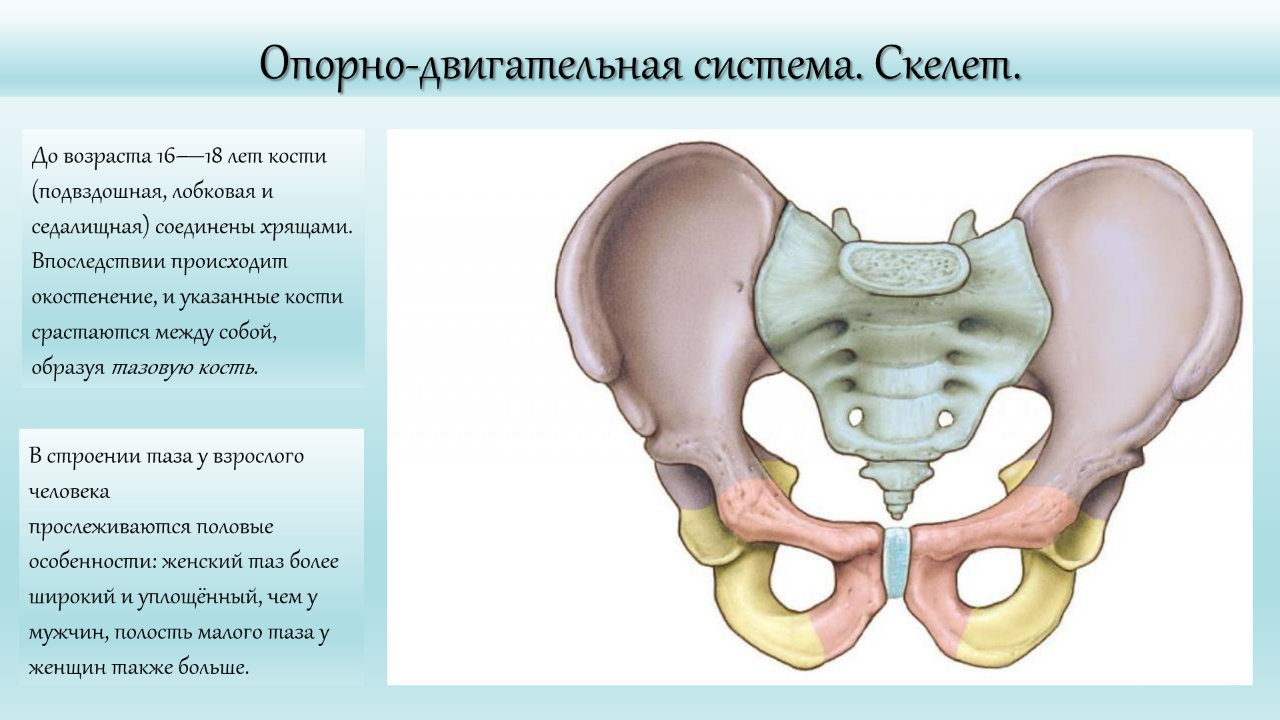 Опорно-двигательная система. Скелет.
До возраста 16—18 лет кости
(подвздошная, лобковая и
седалищная) соединены хрящами.
Впоследствии происходит
окостенение, и указанные кости
срастаются между собой,
образуя тазовую кость.
В строении таза у взрослого
человека
прослеживаются половые
особенности: женский таз более
широкий и уплощённый, чем у
мужчин, полость малого таза у
женщин также больше.